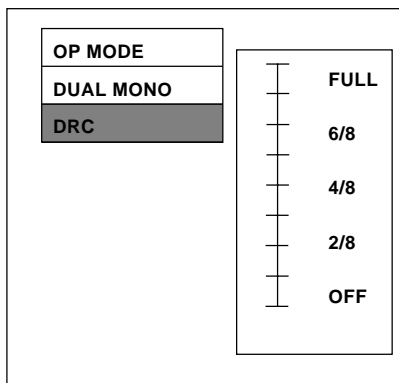 OP MODE
DUAL MONO
DRC
FULL
6/8
4/8
2/8
OFF